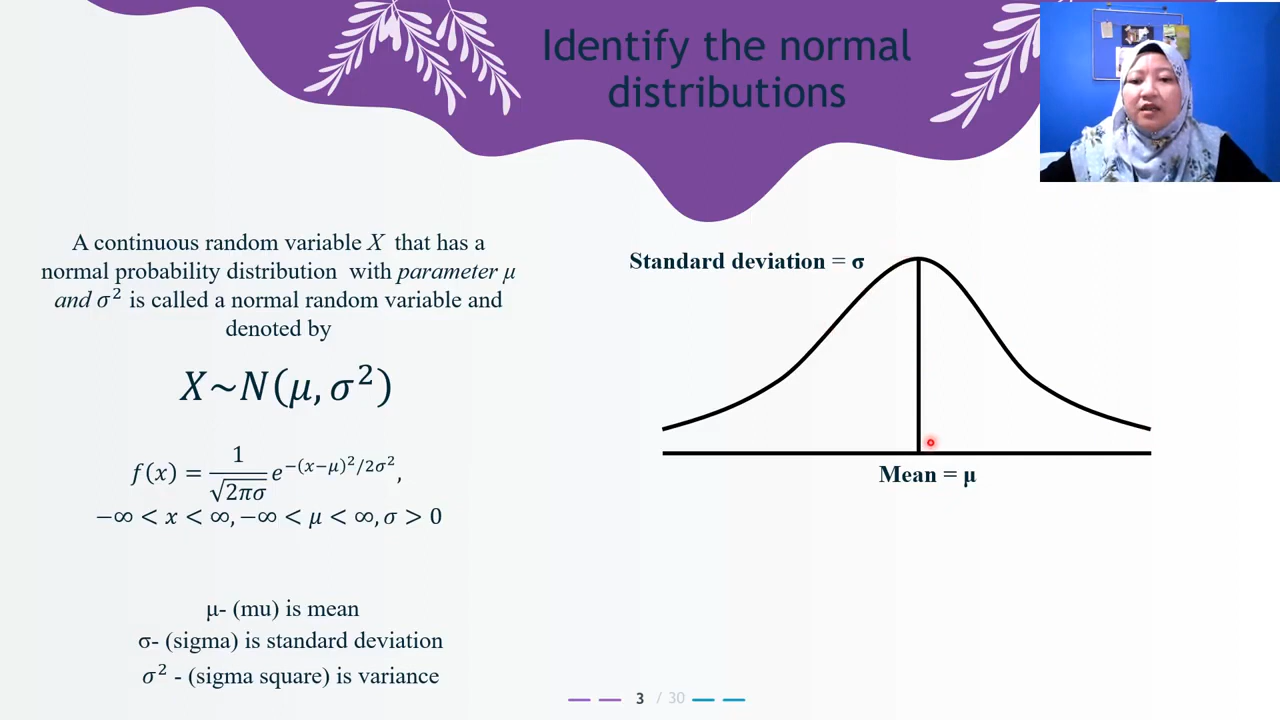 Identify the normal
distributions
A continuous random variable X that has a
normal probability distribution with parameter μ
and σ² is called a normal random variable and
denoted by
X~N(μ, σ²)
f(x) = 1/√2πσ e^−(x−μ)²/2σ²,
−∞ < x < ∞, −∞ < μ < ∞, σ > 0
μ- (mu) is mean
σ- (sigma) is standard deviation
σ² - (sigma square) is variance
Standard deviation = σ
Mean = μ
3 / 30